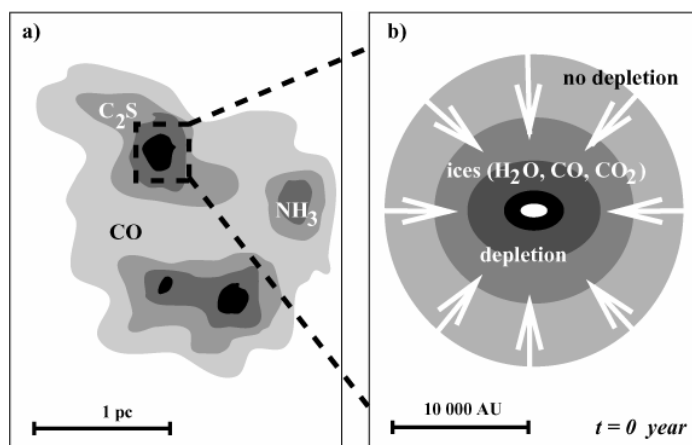 a)
C₂S
CO
NH₃
1 pc
b)
no depletion
ices (H₂O, CO, CO₂)
depletion
10 000 AU
t = 0 year